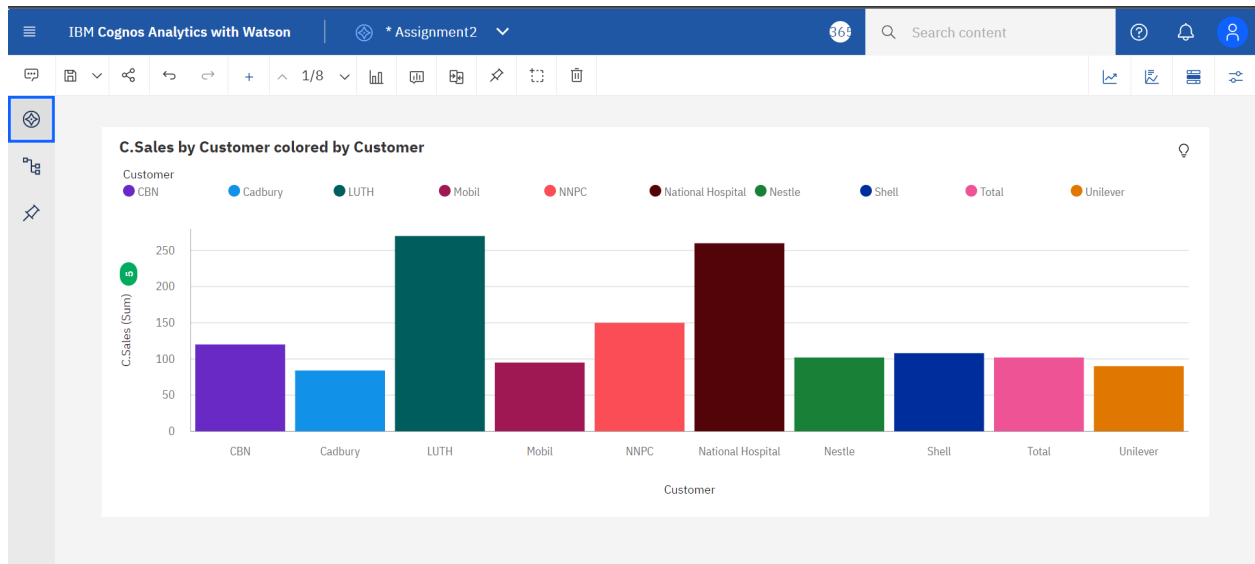 IBM Cognos Analytics with Watson
* Assignment2
365
Search content
1/8
C.Sales by Customer colored by Customer
Customer
CBN Cadbury LUTH Mobil NNPC National Hospital Nestle Shell Total Unilever
250
200
150
100
50
0
C.Sales (Sum) 5
CBN Cadbury LUTH Mobil NNPC National Hospital Nestle Shell Total Unilever
Customer